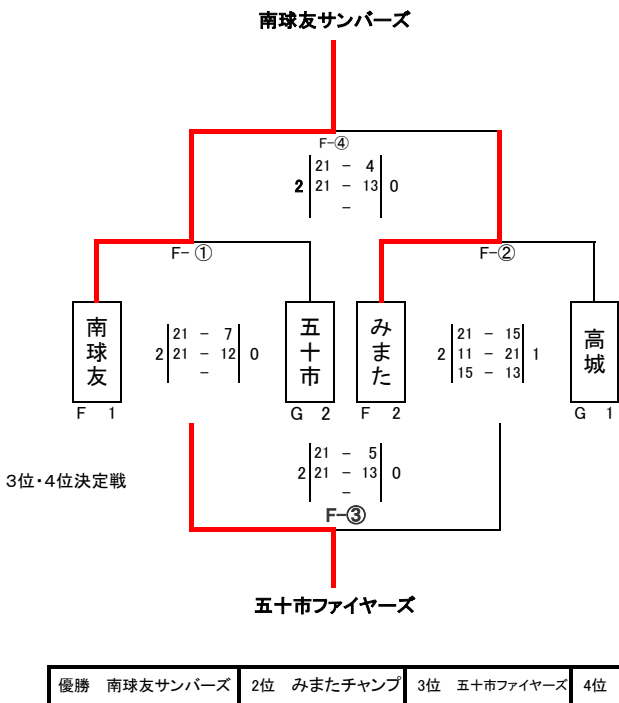 南球友サンバーズ
F-④
2 21 - 4 0
21 - 13
-
F- ①
F-②
南球友
2 21 - 7 0
21 - 12
-
五十市
みまた
2 21 - 15 1
11 - 21
15 - 13
高城
F 1
G 2
F 2
G 1
3位・4位決定戦
2 21 - 5 0
21 - 13
-
F-③
五十市ファイヤーズ
優勝 南球友サンバーズ 2位 みまたチャンプ 3位 五十市ファイヤーズ 4位